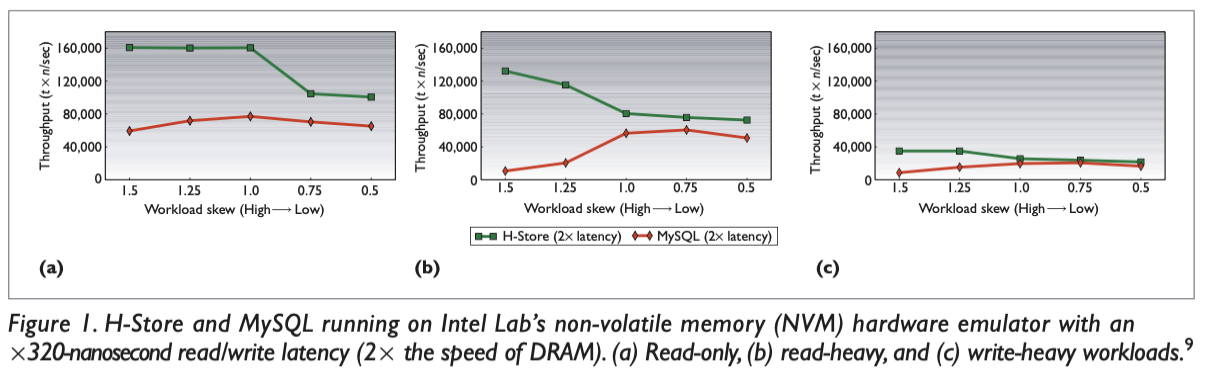 Throughput (t × n/sec)
160,000
120,000
80,000
40,000
0
1.5 1.25 1.0 0.75 0.5
Workload skew (High → Low)
(a)
Throughput (t × n/sec)
160,000
120,000
80,000
40,000
0
1.5 1.25 1.0 0.75 0.5
Workload skew (High → Low)
H-Store (2× latency) MySQL (2× latency)
(b)
Throughput (t × n/sec)
160,000
120,000
80,000
40,000
0
1.5 1.25 1.0 0.75 0.5
Workload skew (High → Low)
(c)
Figure 1. H-Store and MySQL running on Intel Lab’s non-volatile memory (NVM) hardware emulator with an
×320-nanosecond read/write latency (2× the speed of DRAM). (a) Read-only, (b) read-heavy, and (c) write-heavy workloads.⁹